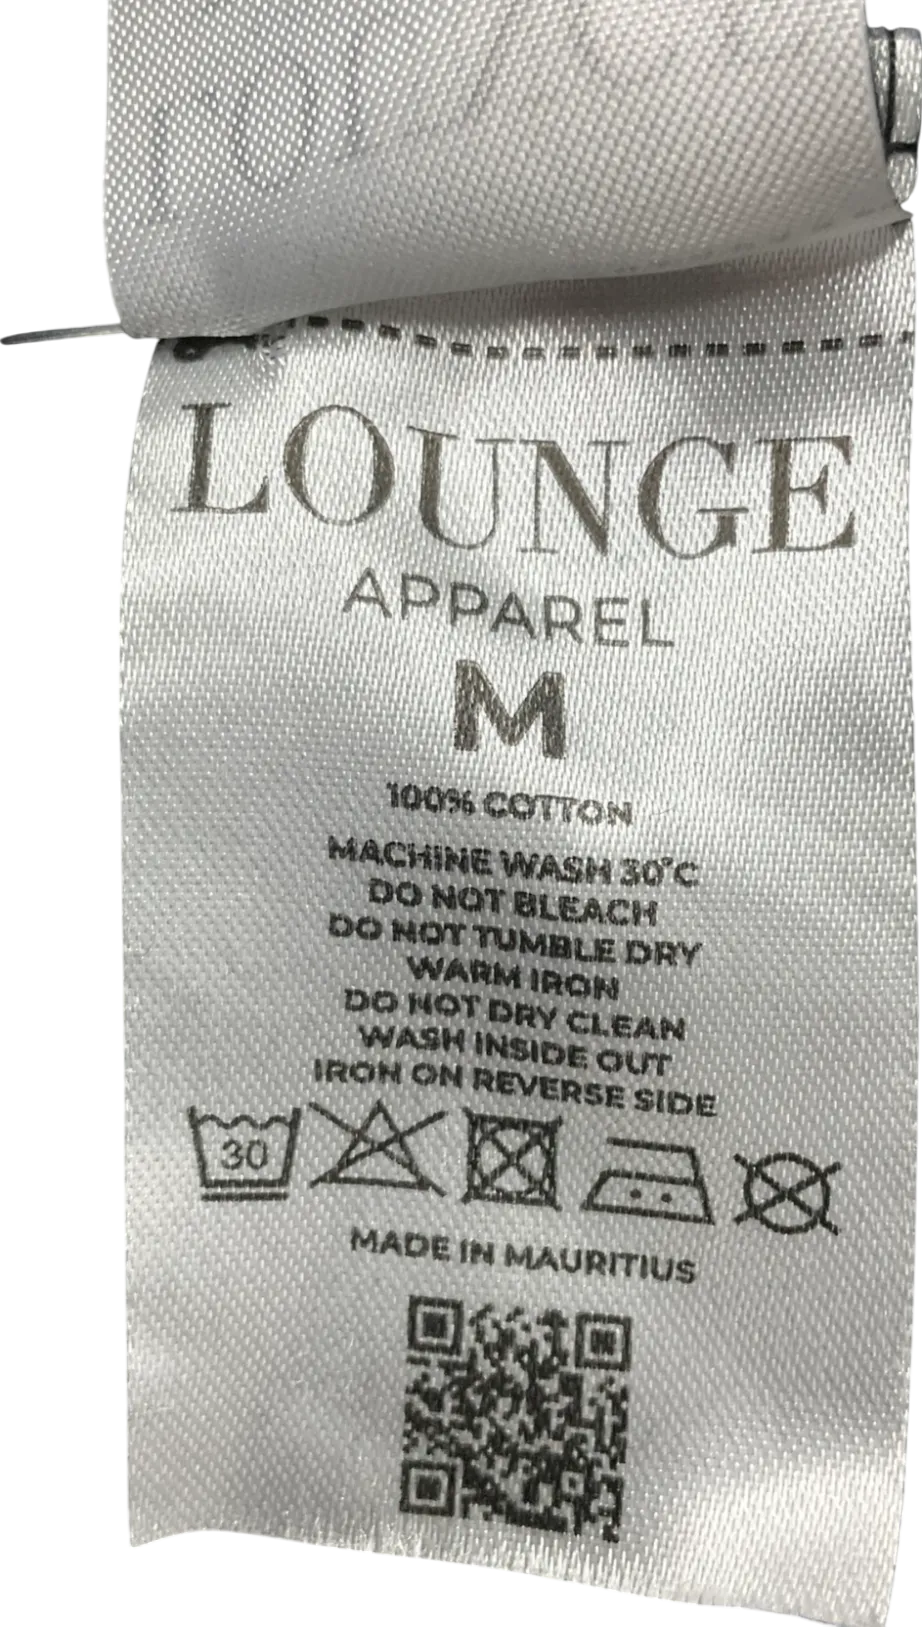 LOUNGE
APPAREL
M
100% COTTON
MACHINE WASH 30°C
DO NOT BLEACH
DO NOT TUMBLE DRY
WARM IRON
DO NOT DRY CLEAN
WASH INSIDE OUT
IRON ON REVERSE SIDE
30
MADE IN MAURITIUS